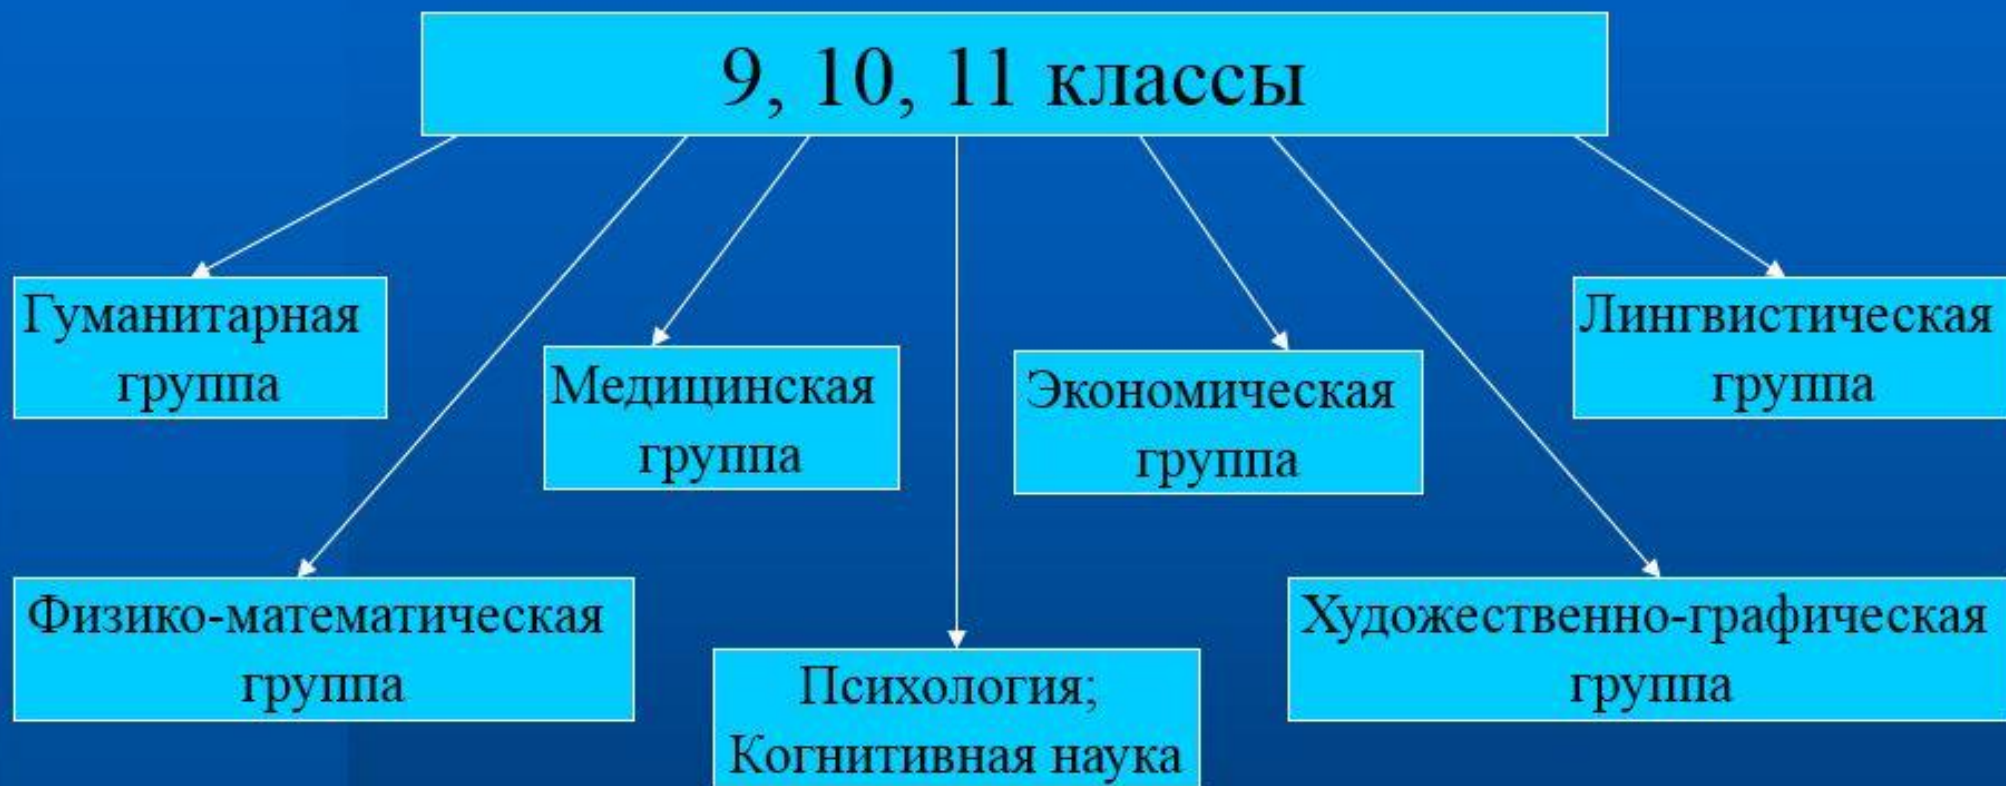 9, 10, 11 классы
Гуманитарная
группа
Лингвистическая
группа
Медицинская
группа
Экономическая
группа
Физико-математическая
группа
Художественно-графическая
группа
Психология;
Когнитивная наука